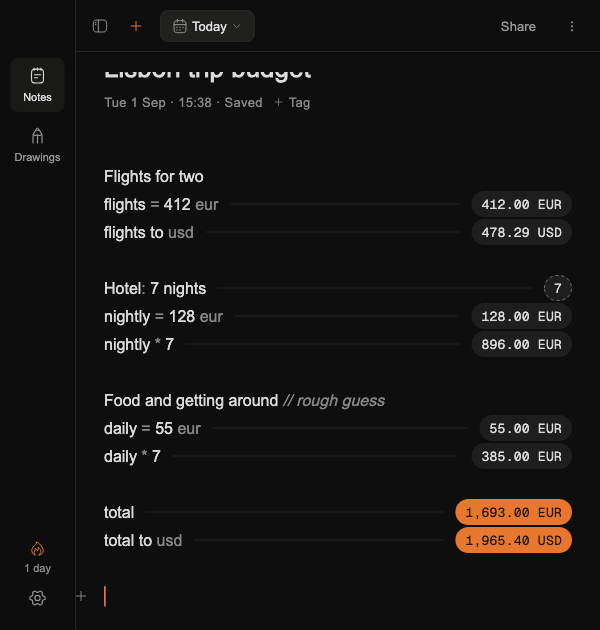 Today
Share
Notes
Drawings
Lisbon trip budget
Tue 1 Sep · 15:38 · Saved + Tag
Flights for two
flights = 412 eur 412.00 EUR
flights to usd 478.29 USD
Hotel: 7 nights 7
nightly = 128 eur 128.00 EUR
nightly * 7 896.00 EUR
Food and getting around // rough guess
daily = 55 eur 55.00 EUR
daily * 7 385.00 EUR
total 1,693.00 EUR
total to usd 1,965.40 USD
1 day